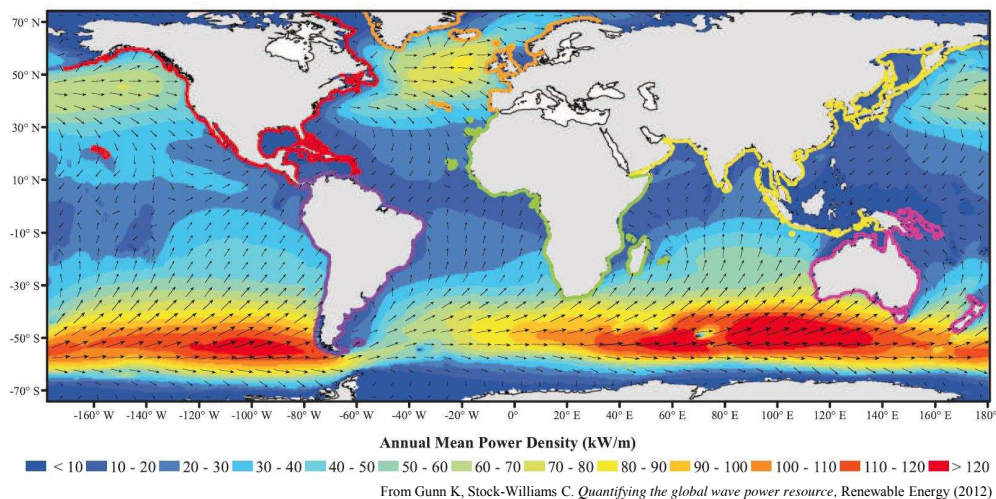 70° N
50° N
30° N
10° N
-10° S
-30° S
-50° S
-70° S
-160° W -140° W -120° W -100° W -80° W -60° W -40° W -20° W 0° 20° E 40° E 60° E 80° E 100° E 120° E 140° E 160° E 180° E
Annual Mean Power Density (kW/m)
< 10 10 - 20 20 - 30 30 - 40 40 - 50 50 - 60 60 - 70 70 - 80 80 - 90 90 - 100 100 - 110 110 - 120 > 120
From Gunn K, Stock-Williams C. Quantifying the global wave power resource, Renewable Energy (2012)